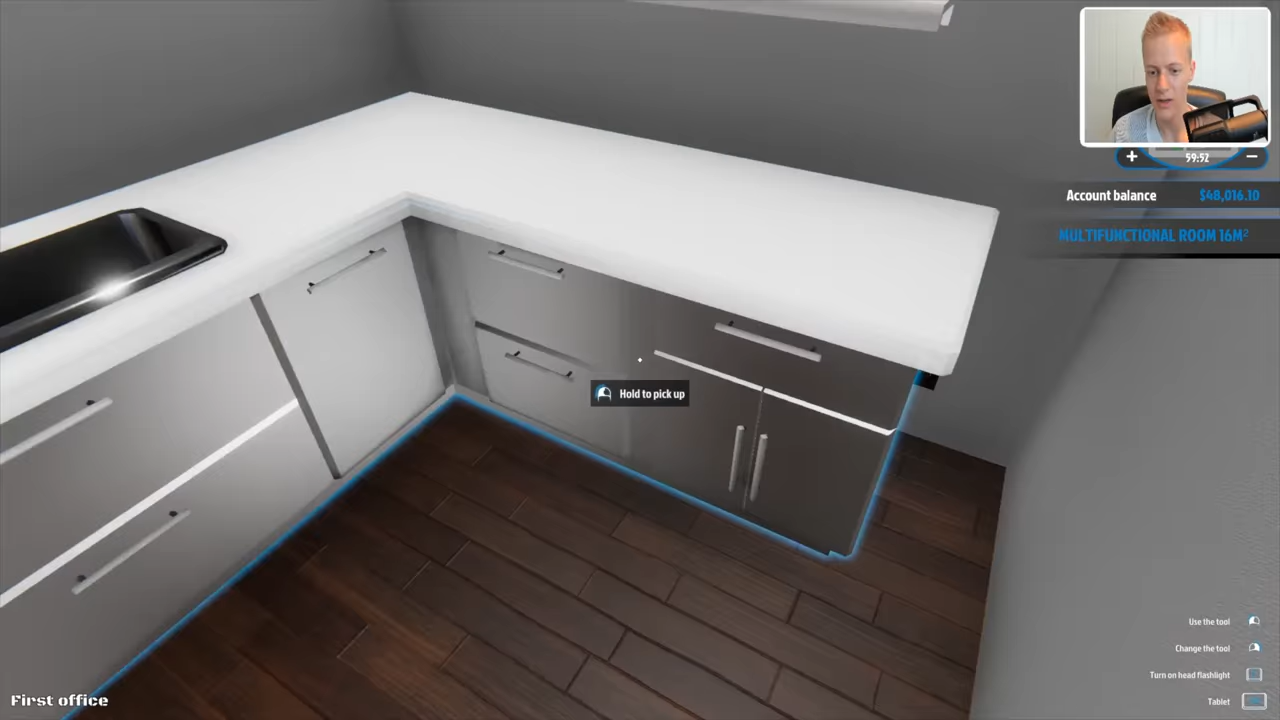 + 59:52 −
Account balance $48,016.10
MULTIFUNCTIONAL ROOM 16M²
Hold to pick up
Use the tool
Change the tool
Turn on head flashlight
Tablet
First office